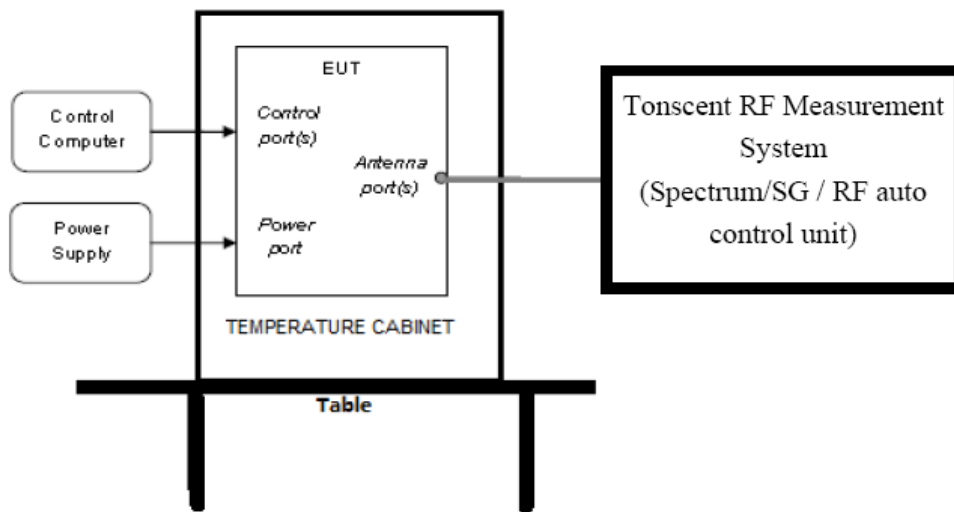 EUT
Control
Computer
Control
port(s)
Antenna
port(s)
Power
Supply
Power
port
TEMPERATURE CABINET
Table
Tonscent RF Measurement
System
(Spectrum/SG / RF auto
control unit)